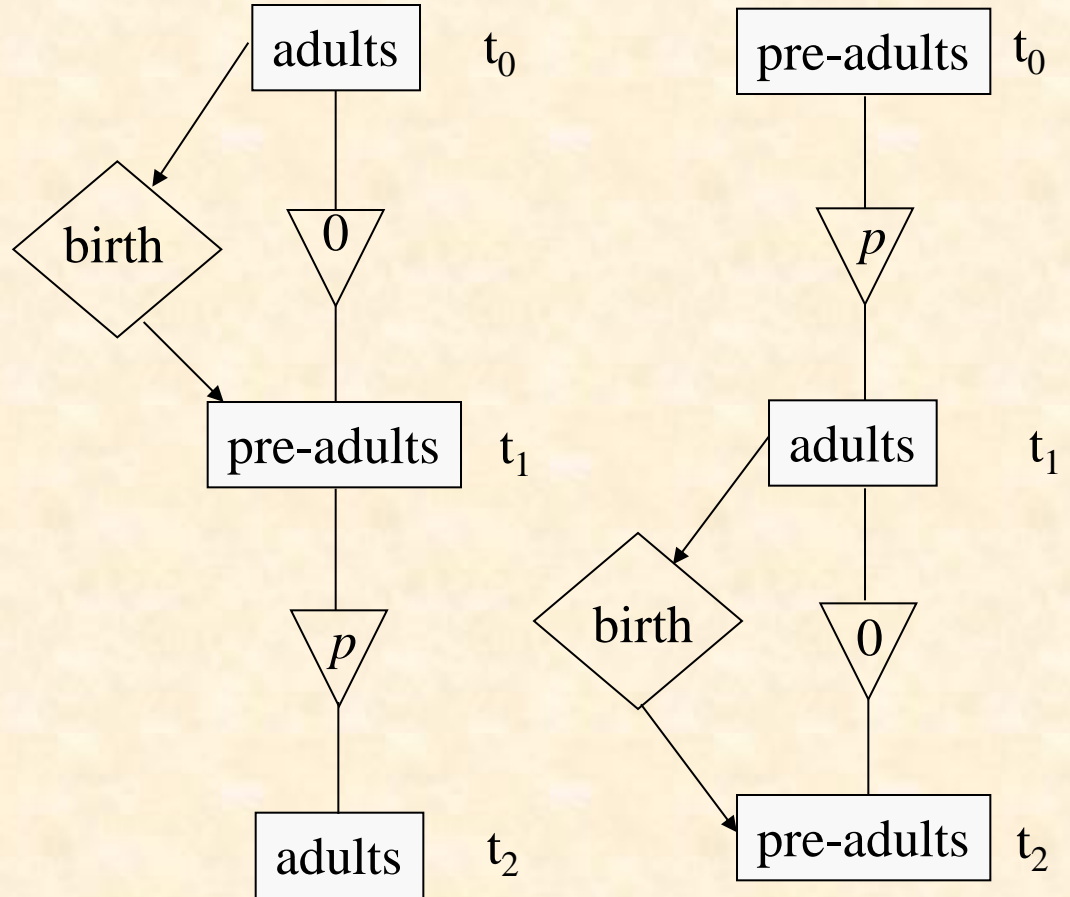 adults t0
birth
0
pre-adults t1
p
adults t2
pre-adults t0
p
adults t1
birth
0
pre-adults t2